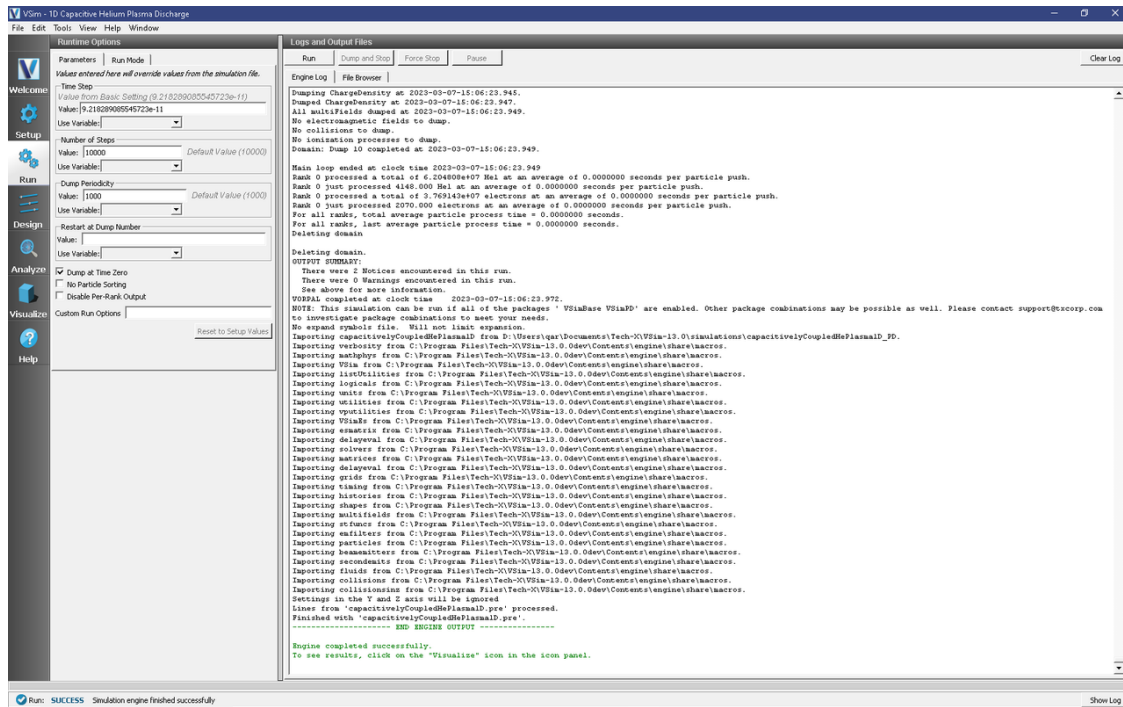 VSim - 1D Capacitive Helium Plasma Discharge
File Edit Tools View Help Window
Welcome
Setup
Run
Design
Analyze
Visualize
Help
Runtime Options
Parameters Run Mode
Values entered here will override values from the simulation file.
Time Step
Value from Basic Setting (9.218289085545723e-11)
Value: 9.218289085545723e-11
Use Variable:
Number of Steps
Value: 10000 Default Value (10000)
Use Variable:
Dump Periodicity
Value: 1000 Default Value (1000)
Use Variable:
Restart at Dump Number
Value:
Use Variable:
Dump at Time Zero
No Particle Sorting
Disable Per-Rank Output
Custom Run Options
Reset to Setup Values
Logs and Output Files
Run Dump and Stop Force Stop Pause Clear Log
Engine Log File Browser
Dumping ChargeDensity at 2023-03-07-15:06:23.945.
Dumped ChargeDensity at 2023-03-07-15:06:23.947.
All multiFields dumped at 2023-03-07-15:06:23.949.
No electromagnetic fields to dump.
No collisions to dump.
No ionization processes to dump.
Domain: Dump 10 completed at 2023-03-07-15:06:23.949.
Main loop ended at clock time 2023-03-07-15:06:23.949
Rank 0 processed a total of 6.204808e+07 He1 at an average of 0.0000000 seconds per particle push.
Rank 0 just processed 4148.000 He1 at an average of 0.0000000 seconds per particle push.
Rank 0 processed a total of 3.769143e+07 electrons at an average of 0.0000000 seconds per particle push.
Rank 0 just processed 2070.000 electrons at an average of 0.0000000 seconds per particle push.
For all ranks, total average particle process time = 0.0000000 seconds.
For all ranks, last average particle process time = 0.0000000 seconds.
Deleting domain
Deleting domain.
OUTPUT SUMMARY:
There were 2 Notices encountered in this run.
There were 0 Warnings encountered in this run.
See above for more information.
VORPAL completed at clock time 2023-03-07-15:06:23.972.
NOTE: This simulation can be run if all of the packages ' VSimBase VSimPD' are enabled. Other package combinations may be possible as well. Please contact support@txcorp.com
to investigate package combinations to meet your needs.
No expand symbols file. Will not limit expansion.
Importing capacitivelyCoupledHePlasma1D from D:\Users\qar\Documents\Tech-X\VSim-13.0\simulations\capacitivelyCoupledHePlasma1D_PD.
Importing verbosity from C:\Program Files\Tech-X\VSim-13.0.0dev\Contents\engine\share\macros.
Importing mathphys from C:\Program Files\Tech-X\VSim-13.0.0dev\Contents\engine\share\macros.
Importing VSim from C:\Program Files\Tech-X\VSim-13.0.0dev\Contents\engine\share\macros.
Importing listUtilities from C:\Program Files\Tech-X\VSim-13.0.0dev\Contents\engine\share\macros.
Importing logicals from C:\Program Files\Tech-X\VSim-13.0.0dev\Contents\engine\share\macros.
Importing units from C:\Program Files\Tech-X\VSim-13.0.0dev\Contents\engine\share\macros.
Importing utilities from C:\Program Files\Tech-X\VSim-13.0.0dev\Contents\engine\share\macros.
Importing vputilities from C:\Program Files\Tech-X\VSim-13.0.0dev\Contents\engine\share\macros.
Importing VSimEs from C:\Program Files\Tech-X\VSim-13.0.0dev\Contents\engine\share\macros.
Importing esmatrix from C:\Program Files\Tech-X\VSim-13.0.0dev\Contents\engine\share\macros.
Importing delayeval from C:\Program Files\Tech-X\VSim-13.0.0dev\Contents\engine\share\macros.
Importing solvers from C:\Program Files\Tech-X\VSim-13.0.0dev\Contents\engine\share\macros.
Importing matrices from C:\Program Files\Tech-X\VSim-13.0.0dev\Contents\engine\share\macros.
Importing delayeval from C:\Program Files\Tech-X\VSim-13.0.0dev\Contents\engine\share\macros.
Importing grids from C:\Program Files\Tech-X\VSim-13.0.0dev\Contents\engine\share\macros.
Importing timing from C:\Program Files\Tech-X\VSim-13.0.0dev\Contents\engine\share\macros.
Importing histories from C:\Program Files\Tech-X\VSim-13.0.0dev\Contents\engine\share\macros.
Importing shapes from C:\Program Files\Tech-X\VSim-13.0.0dev\Contents\engine\share\macros.
Importing multifields from C:\Program Files\Tech-X\VSim-13.0.0dev\Contents\engine\share\macros.
Importing stfuncs from C:\Program Files\Tech-X\VSim-13.0.0dev\Contents\engine\share\macros.
Importing emfilters from C:\Program Files\Tech-X\VSim-13.0.0dev\Contents\engine\share\macros.
Importing particles from C:\Program Files\Tech-X\VSim-13.0.0dev\Contents\engine\share\macros.
Importing beamemitters from C:\Program Files\Tech-X\VSim-13.0.0dev\Contents\engine\share\macros.
Importing secondemits from C:\Program Files\Tech-X\VSim-13.0.0dev\Contents\engine\share\macros.
Importing fluids from C:\Program Files\Tech-X\VSim-13.0.0dev\Contents\engine\share\macros.
Importing collisions from C:\Program Files\Tech-X\VSim-13.0.0dev\Contents\engine\share\macros.
Importing collisionsinz from C:\Program Files\Tech-X\VSim-13.0.0dev\Contents\engine\share\macros.
Settings in the Y and Z axis will be ignored
Lines from 'capacitivelyCoupledHePlasma1D.pre' processed.
Finished with 'capacitivelyCoupledHePlasma1D.pre'.
-------------------- END ENGINE OUTPUT ----------------
Engine completed successfully.
To see results, click on the "Visualize" icon in the icon panel.
Run: SUCCESS Simulation engine finished successfully Show Log